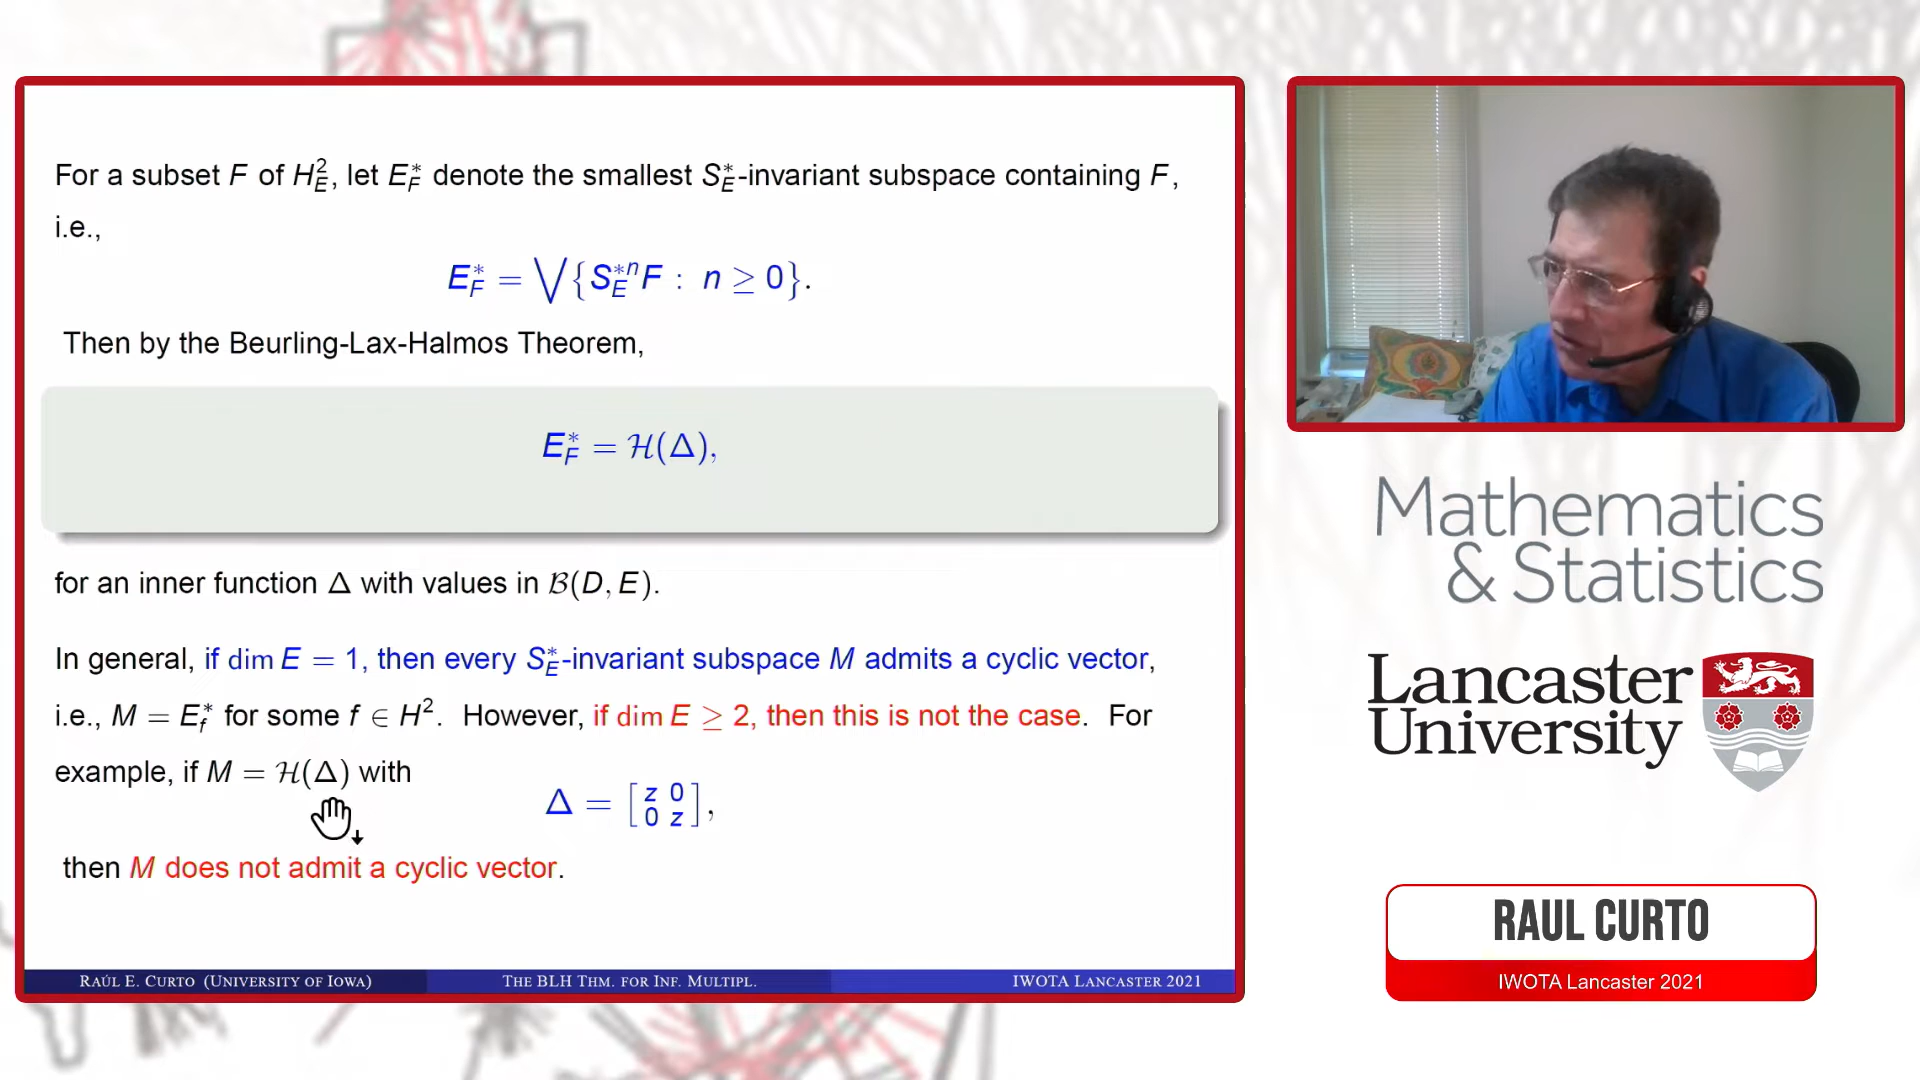 For a subset F of H²_E, let E*_F denote the smallest S*_E-invariant subspace containing F,
i.e.,
E*_F = ⋁{S*ⁿ_E F : n ≥ 0}.
Then by the Beurling-Lax-Halmos Theorem,
E*_F = ℋ(Δ),
for an inner function Δ with values in ℬ(D, E).
In general, if dim E = 1, then every S*_E-invariant subspace M admits a cyclic vector,
i.e., M = E*_f for some f ∈ H². However, if dim E ≥ 2, then this is not the case. For
example, if M = ℋ(Δ) with
Δ = [z 0
0 z],
then M does not admit a cyclic vector.
RAÚL E. CURTO (UNIVERSITY OF IOWA) THE BLH THM. FOR INF. MULTIPL. IWOTA LANCASTER 2021
Mathematics
& Statistics
Lancaster
University
RAUL CURTO
IWOTA Lancaster 2021